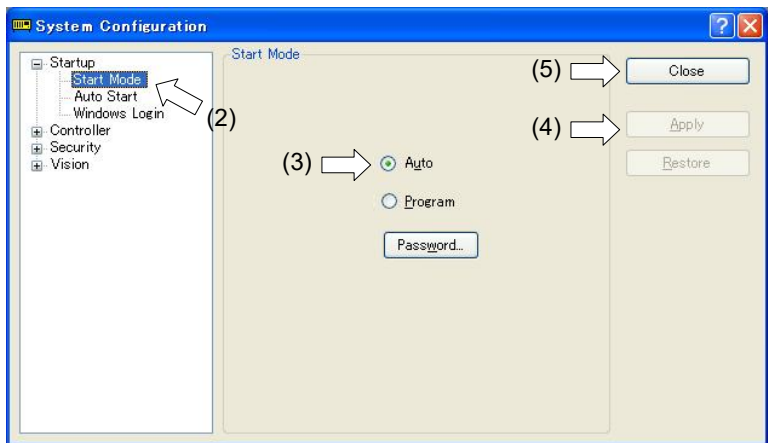 System Configuration
Startup
Start Mode
Auto Start
Windows Login
Controller
Security
Vision
(2)
Start Mode
(3)
Auto
Program
Password...
(5)
Close
(4)
Apply
Restore